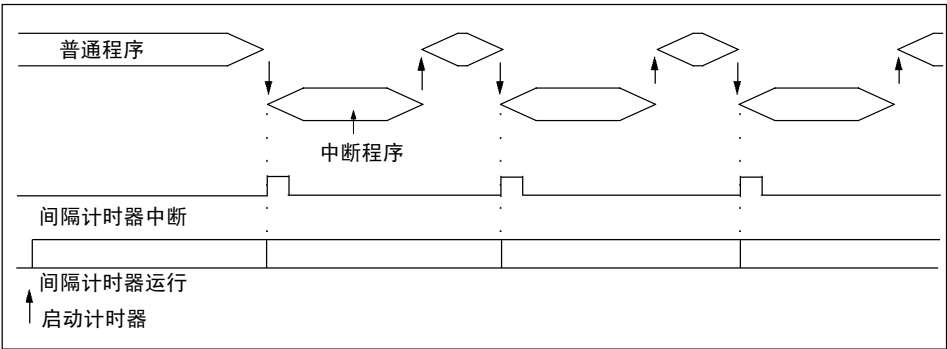 普通程序
中断程序
间隔计时器中断
间隔计时器运行
启动计时器